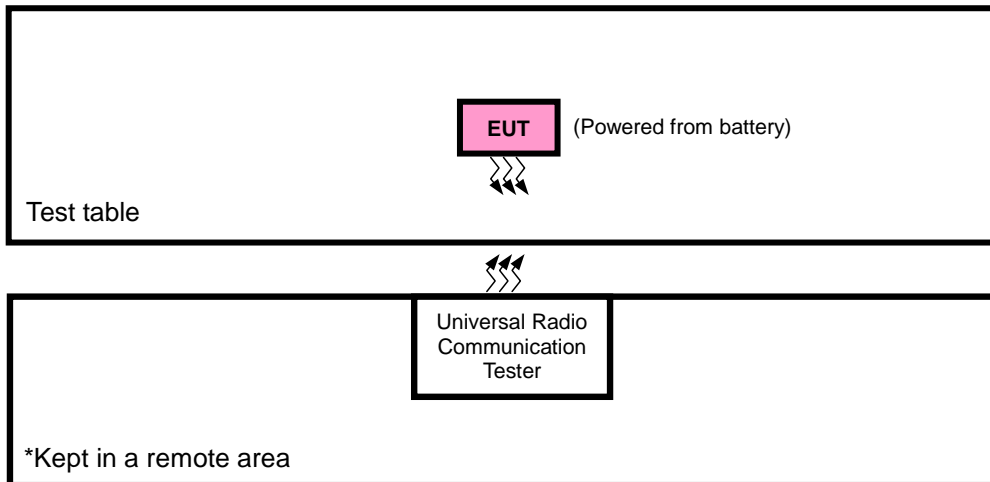 EUT
(Powered from battery)
Test table
Universal Radio
Communication
Tester
*Kept in a remote area